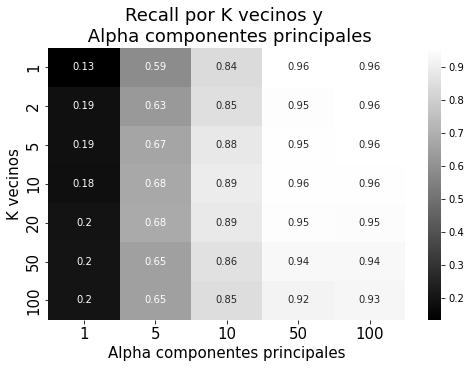 Recall por K vecinos y
Alpha componentes principales
1 0.13 0.59 0.84 0.96 0.96
2 0.19 0.63 0.85 0.95 0.96
5 0.19 0.67 0.88 0.95 0.96
10 0.18 0.68 0.89 0.96 0.96
20 0.2 0.68 0.89 0.95 0.95
50 0.2 0.65 0.86 0.94 0.94
100 0.2 0.65 0.85 0.92 0.93
1 5 10 50 100
K vecinos
Alpha componentes principales
0.9
0.8
0.7
0.6
0.5
0.4
0.3
0.2